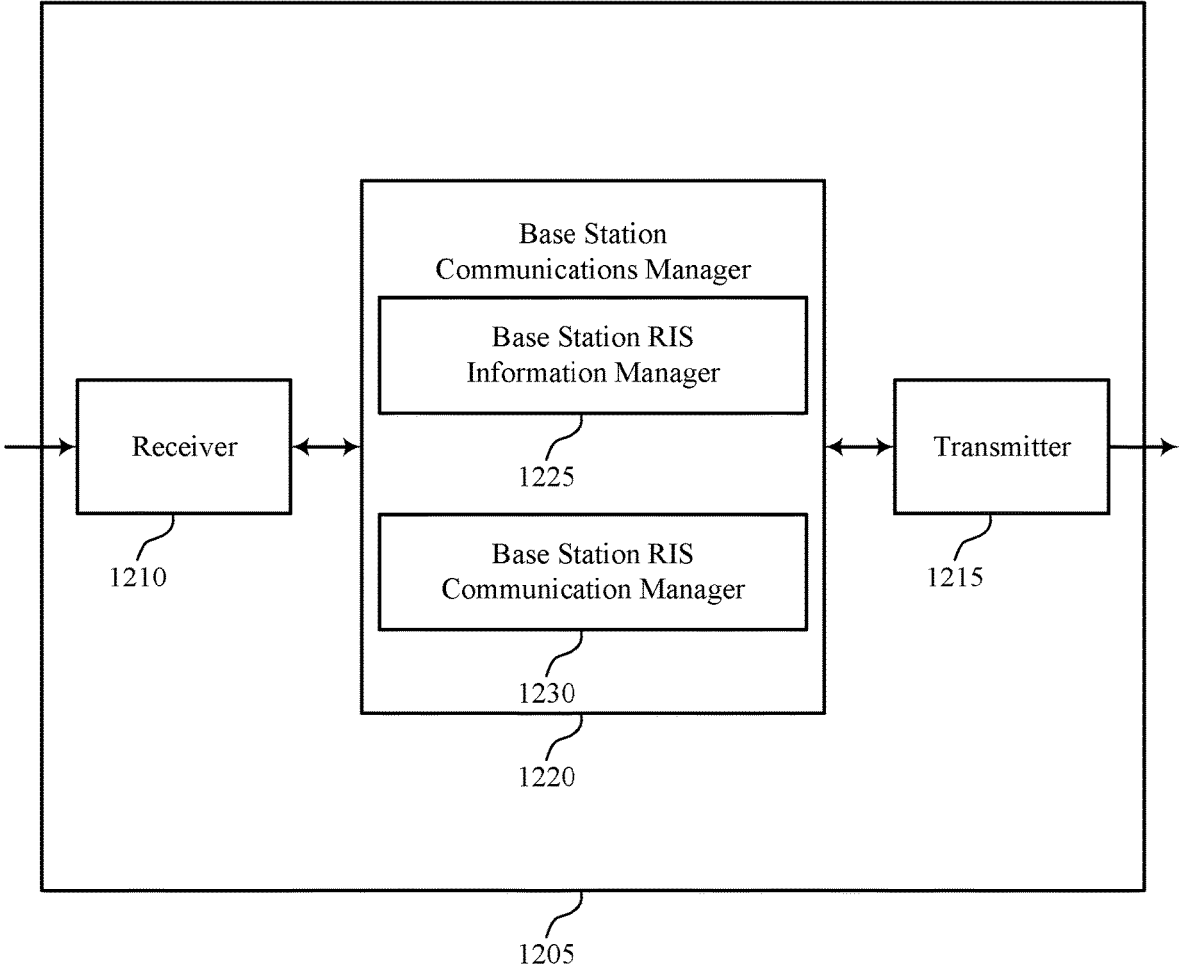 Base Station
Communications Manager
Base Station RIS
Information Manager
1225
Receiver
1210
Transmitter
1215
Base Station RIS
Communication Manager
1230
1220
1205